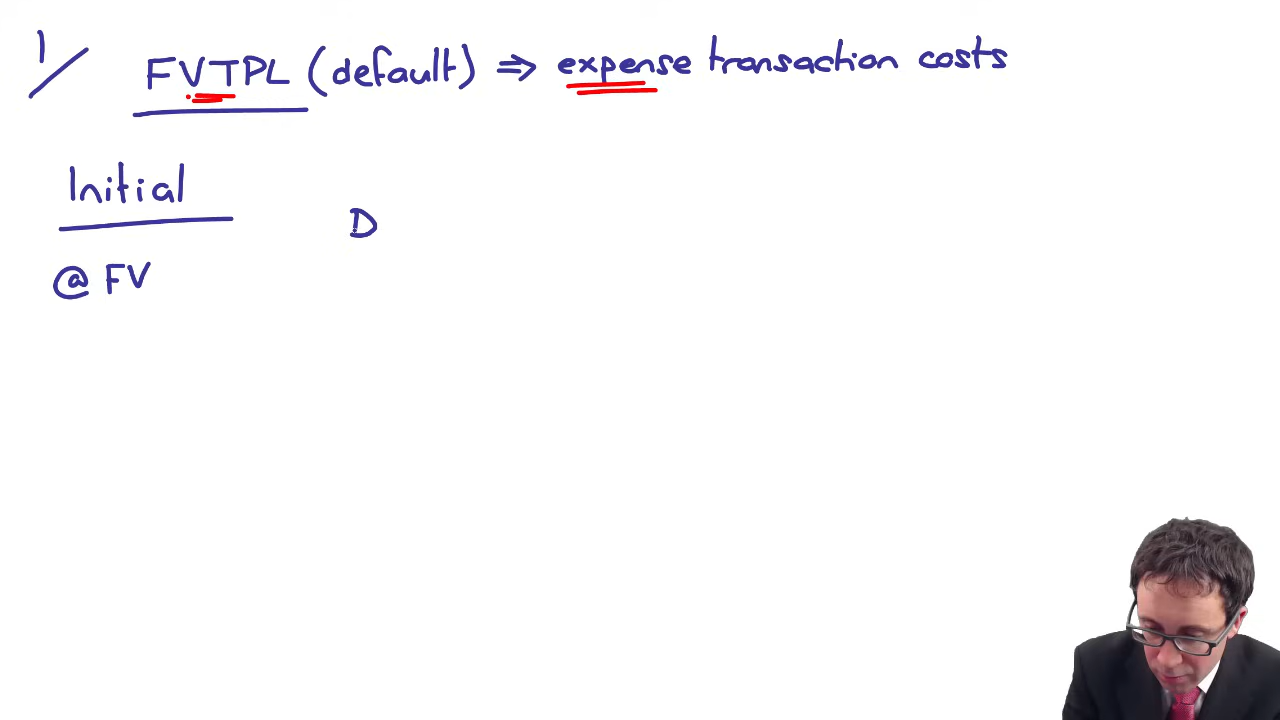 1/ FVTPL (default) ⇒ expense transaction costs
Initial
D
@ FV